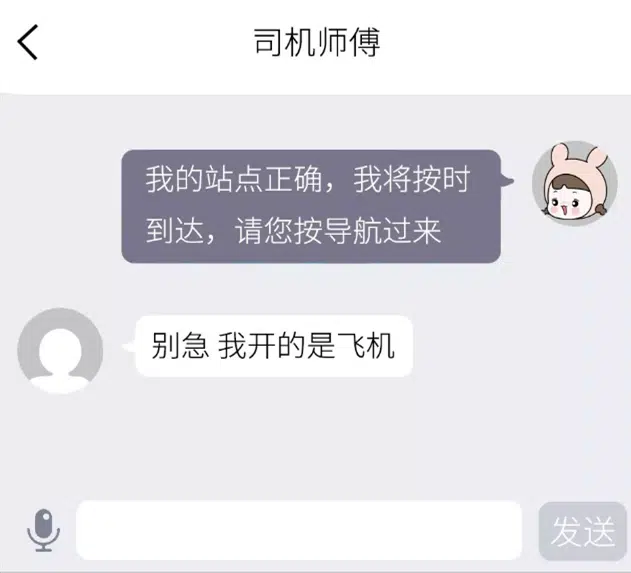 司机师傅
我的站点正确，我将按时
到达，请您按导航过来
别急 我开的是飞机
发送